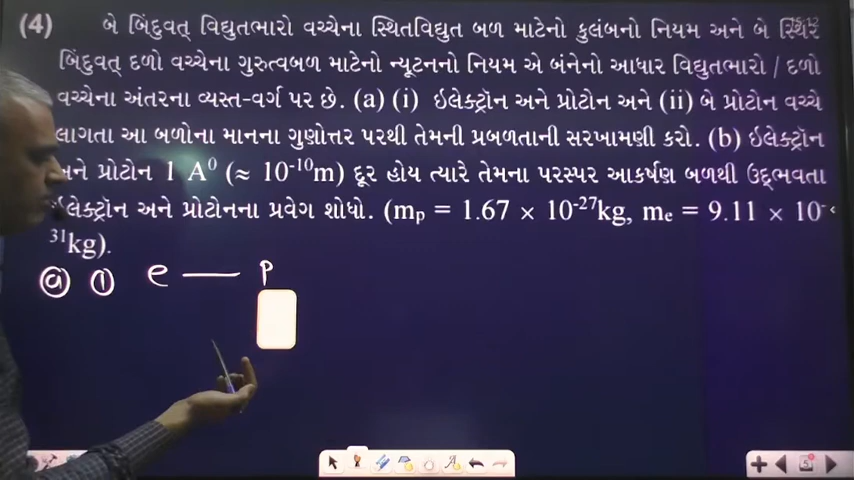 (4) બે બિંદુવત્ વિદ્યુતભારો વચ્ચેના સ્થિતવિદ્યુત બળ માટેનો કુલંબનો નિયમ અને બે સ્થિર
બિંદુવત્ દળો વચ્ચેના ગુરુત્વબળ માટેનો ન્યૂટનનો નિયમ એ બંનેનો આધાર વિદ્યુતભારો / દળો
વચ્ચેના અંતરના વ્યસ્ત-વર્ગ પર છે. (a) (i) ઇલેક્ટ્રૉન અને પ્રોટોન અને (ii) બે પ્રોટોન વચ્ચે
લાગતા આ બળોના માનના ગુણોત્તર પરથી તેમની પ્રબળતાની સરખામણી કરો. (b) ઇલેક્ટ્રૉન
અને પ્રોટોન 1 A⁰ (≈ 10⁻¹⁰m) દૂર હોય ત્યારે તેમના પરસ્પર આકર્ષણ બળથી ઉદ્ભવતા
ઇલેક્ટ્રૉન અને પ્રોટોનના પ્રવેગ શોધો. (mₚ = 1.67 × 10⁻²⁷kg, mₑ = 9.11 × 10⁻
³¹kg).
ⓐ ① e — p